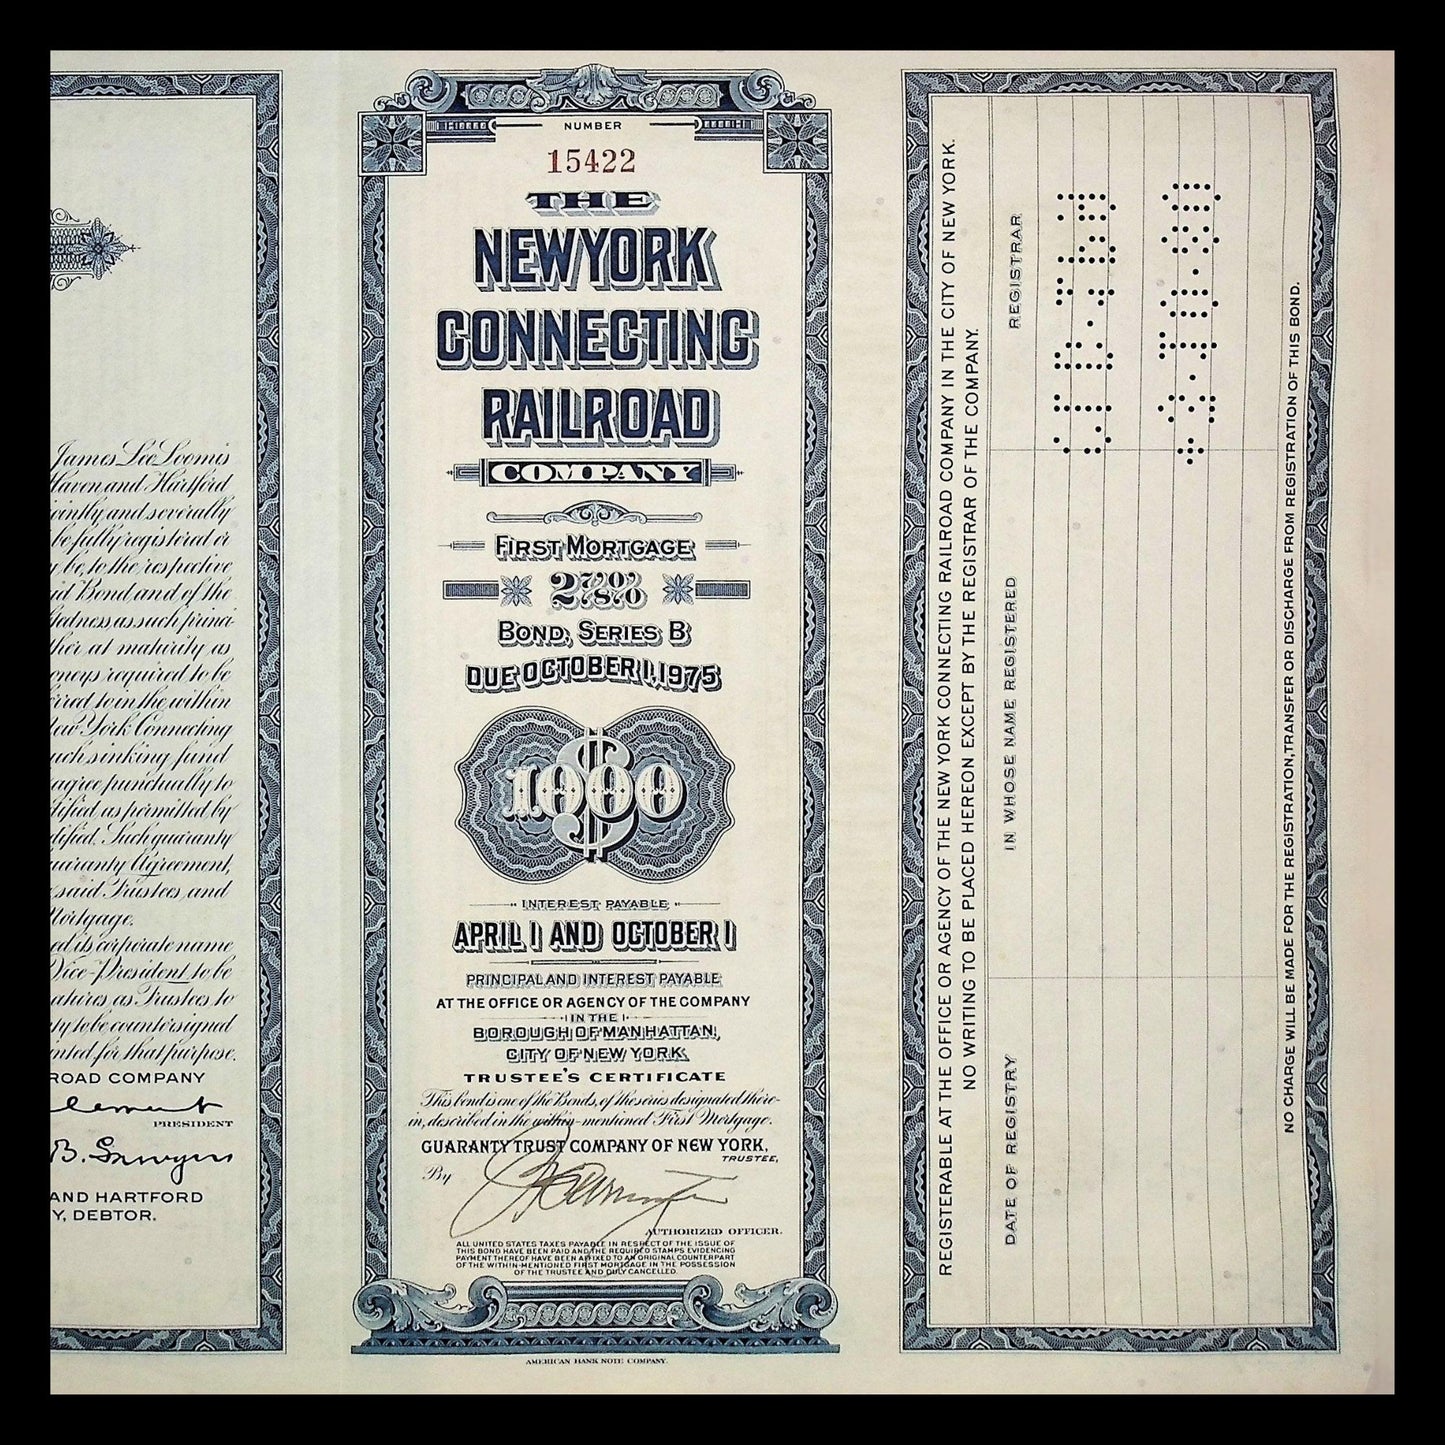 James Lee Loomis
Haven and Hartford
jointly and severally
be fully registered or
be, to the respective
Bond and of the
as such princi-
at maturity as
required to be
to in the within
New York Connecting
such sinking fund
agree punctually to
as permitted by
Such guaranty
Guaranty Agreement,
said Trustees, and
Mortgage.
its corporate name
Vice-President, to be
as Trustees to
to be countersigned
for that purpose.
ROAD COMPANY
PRESIDENT
AND HARTFORD
Y, DEBTOR.
NUMBER
15422
THE
NEW YORK
CONNECTING
RAILROAD
COMPANY
FIRST MORTGAGE
2⅞%
BOND, SERIES B
DUE OCTOBER 1, 1975
$1000
INTEREST PAYABLE
APRIL 1 AND OCTOBER 1
PRINCIPAL AND INTEREST PAYABLE
AT THE OFFICE OR AGENCY OF THE COMPANY
IN THE
BOROUGH OF MANHATTAN,
CITY OF NEW YORK.
TRUSTEE'S CERTIFICATE
This bond is one of the Bonds, of the series designated there-
in, described in the within-mentioned First Mortgage.
GUARANTY TRUST COMPANY OF NEW YORK,
TRUSTEE,
By
AUTHORIZED OFFICER.
ALL UNITED STATES TAXES PAYABLE IN RESPECT OF THE ISSUE OF
THIS BOND HAVE BEEN PAID AND THE REQUIRED STAMPS EVIDENCING
PAYMENT THEREOF HAVE BEEN AFFIXED TO AN ORIGINAL COUNTERPART
OF THE WITHIN-MENTIONED FIRST MORTGAGE IN THE POSSESSION
OF THE TRUSTEE AND DULY CANCELLED.
AMERICAN BANK NOTE COMPANY.
REGISTERABLE AT THE OFFICE OR AGENCY OF THE NEW YORK CONNECTING RAILROAD COMPANY IN THE CITY OF NEW YORK.
NO WRITING TO BE PLACED HEREON EXCEPT BY THE REGISTRAR OF THE COMPANY.
DATE OF REGISTRY
IN WHOSE NAME REGISTERED
REGISTRAR
NO CHARGE WILL BE MADE FOR THE REGISTRATION, TRANSFER OR DISCHARGE FROM REGISTRATION OF THIS BOND.